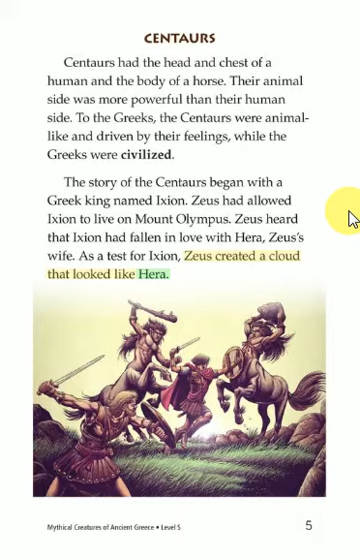 CENTAURS
Centaurs had the head and chest of a
human and the body of a horse. Their animal
side was more powerful than their human
side. To the Greeks, the Centaurs were animal-
like and driven by their feelings, while the
Greeks were civilized.
The story of the Centaurs began with a
Greek king named Ixion. Zeus had allowed
Ixion to live on Mount Olympus. Zeus heard
that Ixion had fallen in love with Hera, Zeus's
wife. As a test for Ixion, Zeus created a cloud
that looked like Hera.
Mythical Creatures of Ancient Greece • Level S
5